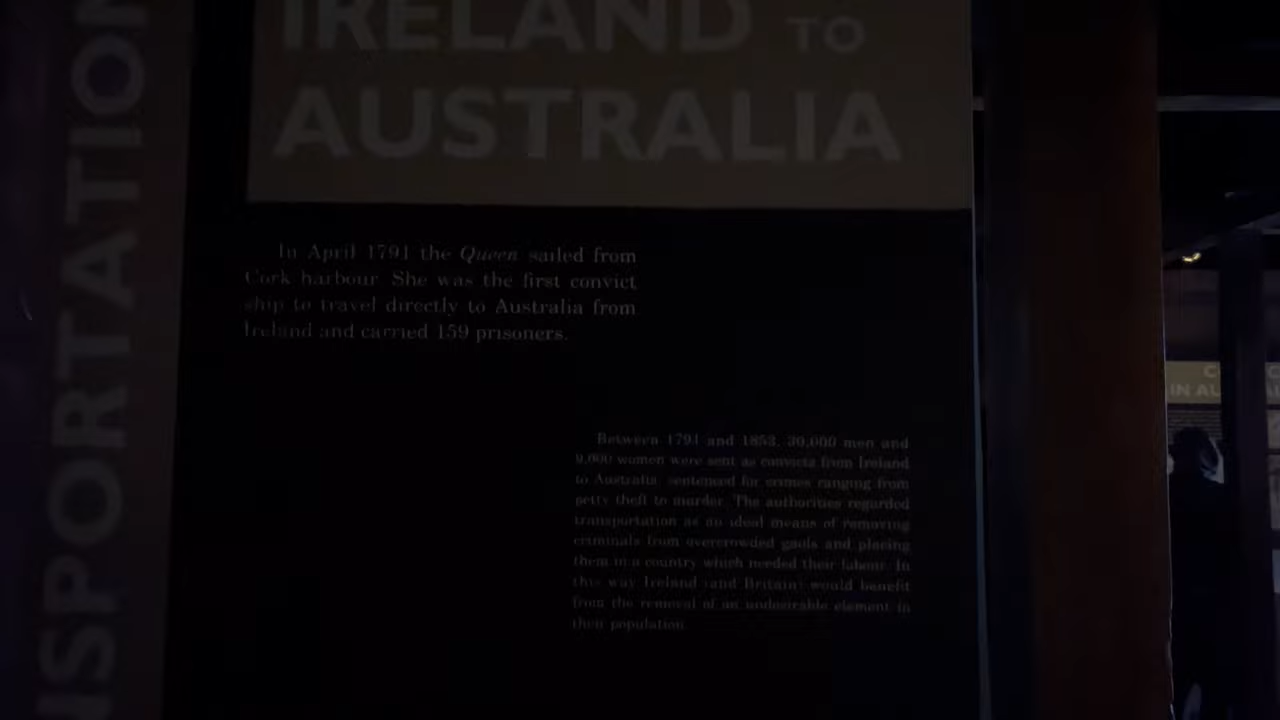 IRELAND TO
AUSTRALIA
In April 1791 the Queen sailed from
Cork harbour. She was the first convict
ship to travel directly to Australia from
Ireland and carried 159 prisoners.
Between 1791 and 1853, 30,000 men and
9,000 women were sent as convicts from Ireland
to Australia, sentenced for crimes ranging from
petty theft to murder. The authorities regarded
transportation as an ideal means of removing
criminals from overcrowded gaols and placing
them in a country which needed their labour. In
this way Ireland (and Britain) would benefit
from the removal of an undesirable element in
their population.
SPORTATION
IN AU